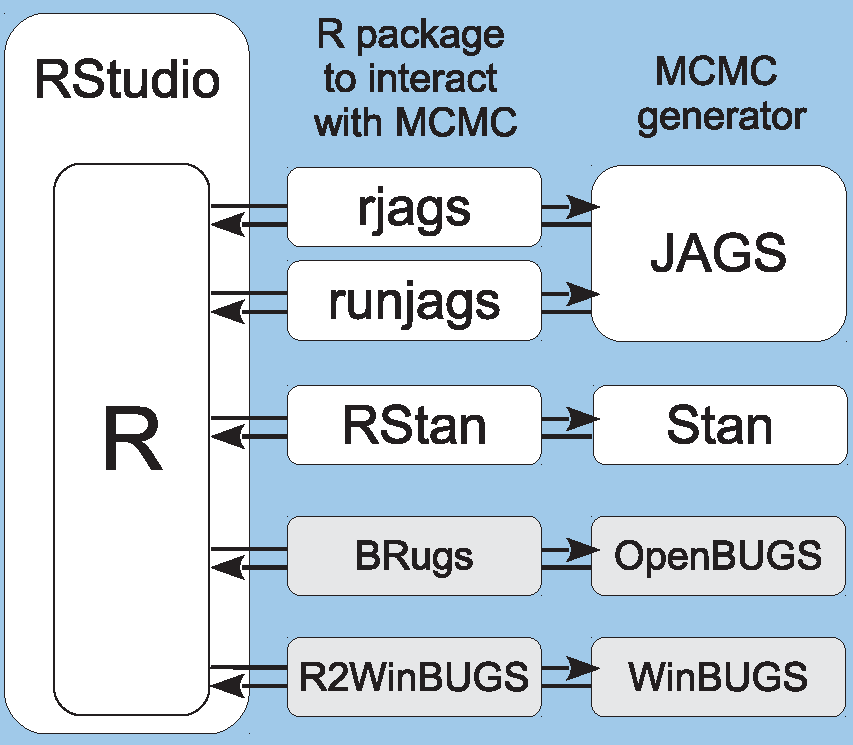 RStudio
R package
to interact
with MCMC
MCMC
generator
R
rjags
runjags
JAGS
RStan
Stan
BRugs
OpenBUGS
R2WinBUGS
WinBUGS